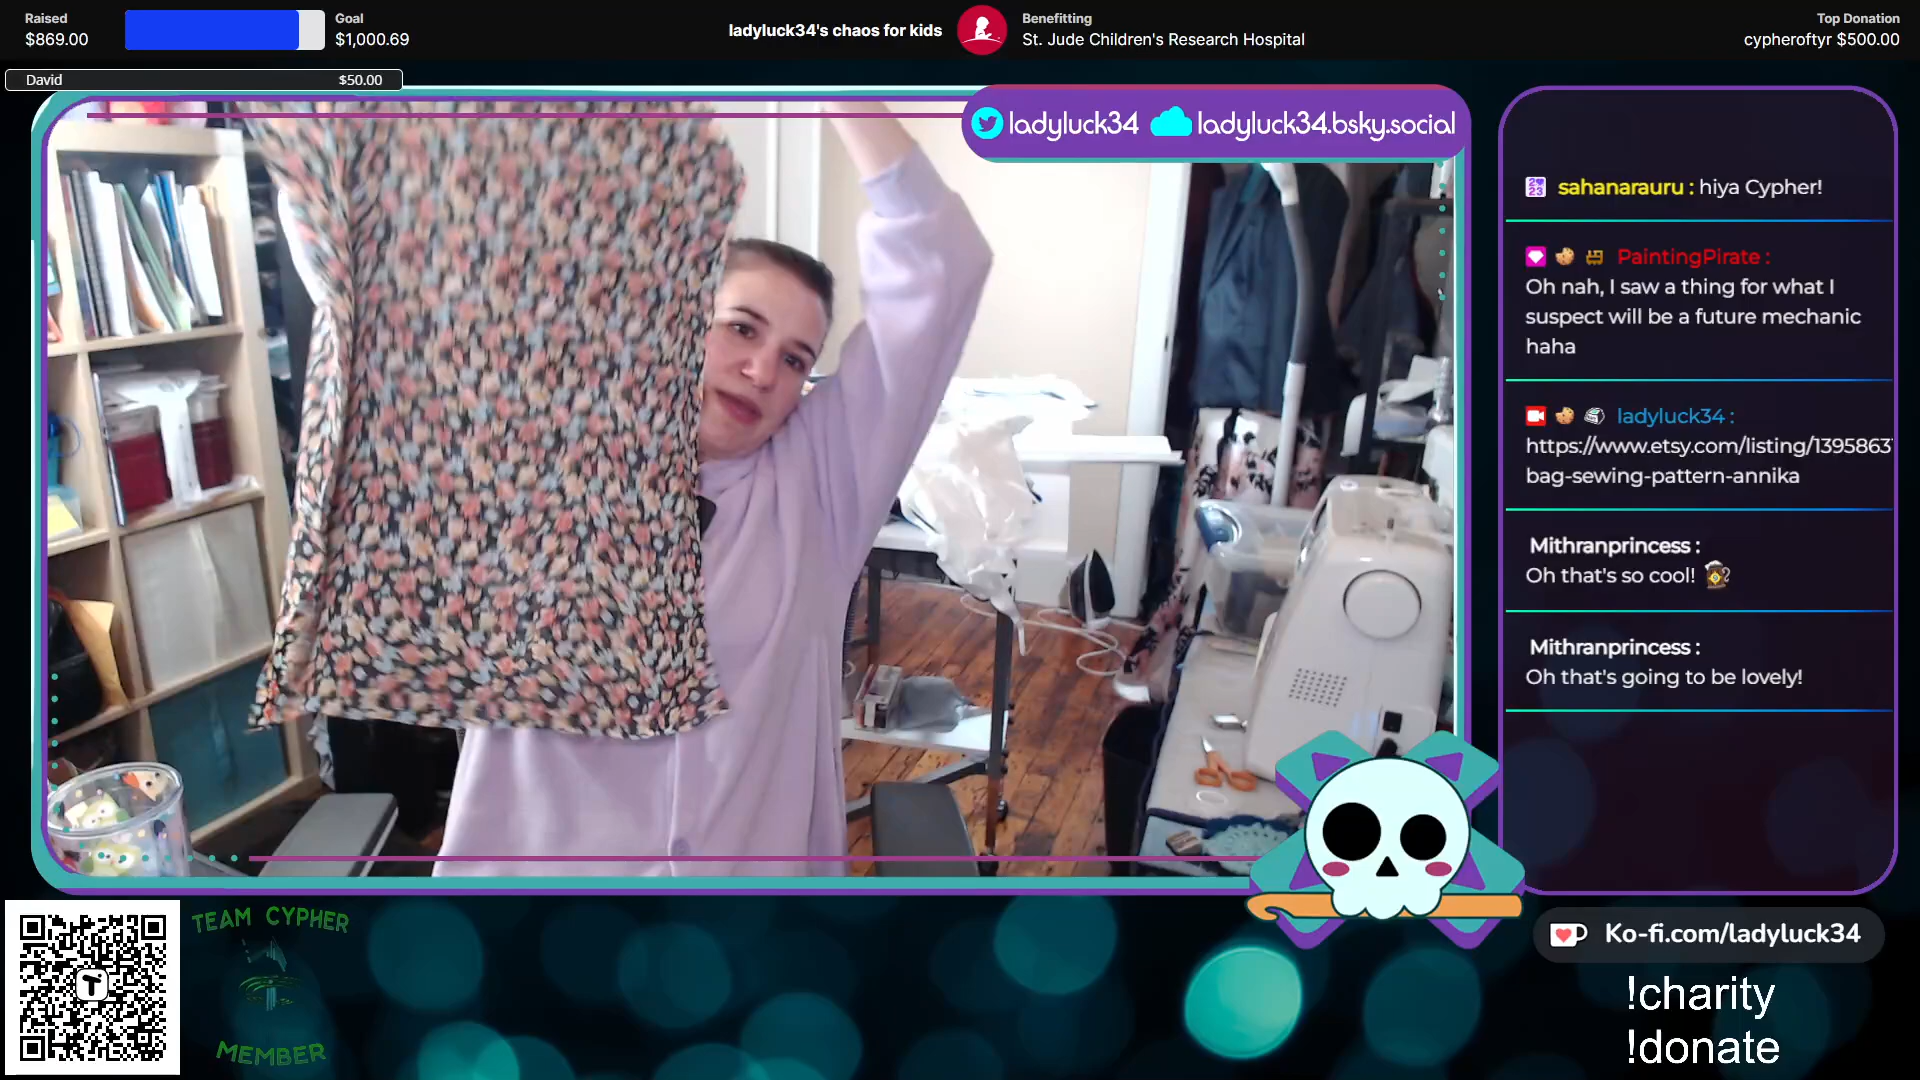 Raised
$869.00
Goal
$1,000.69
ladyluck34's chaos for kids
Benefitting
St. Jude Children's Research Hospital
Top Donation
cypheroftyr $500.00
David $50.00
ladyluck34 ladyluck34.bsky.social
sahanarauru : hiya Cypher!
PaintingPirate :
Oh nah, I saw a thing for what I
suspect will be a future mechanic
haha
ladyluck34 :
https://www.etsy.com/listing/1395863
bag-sewing-pattern-annika
Mithranprincess :
Oh that's so cool!
Mithranprincess :
Oh that's going to be lovely!
TEAM CYPHER
MEMBER
Ko-fi.com/ladyluck34
!charity
!donate